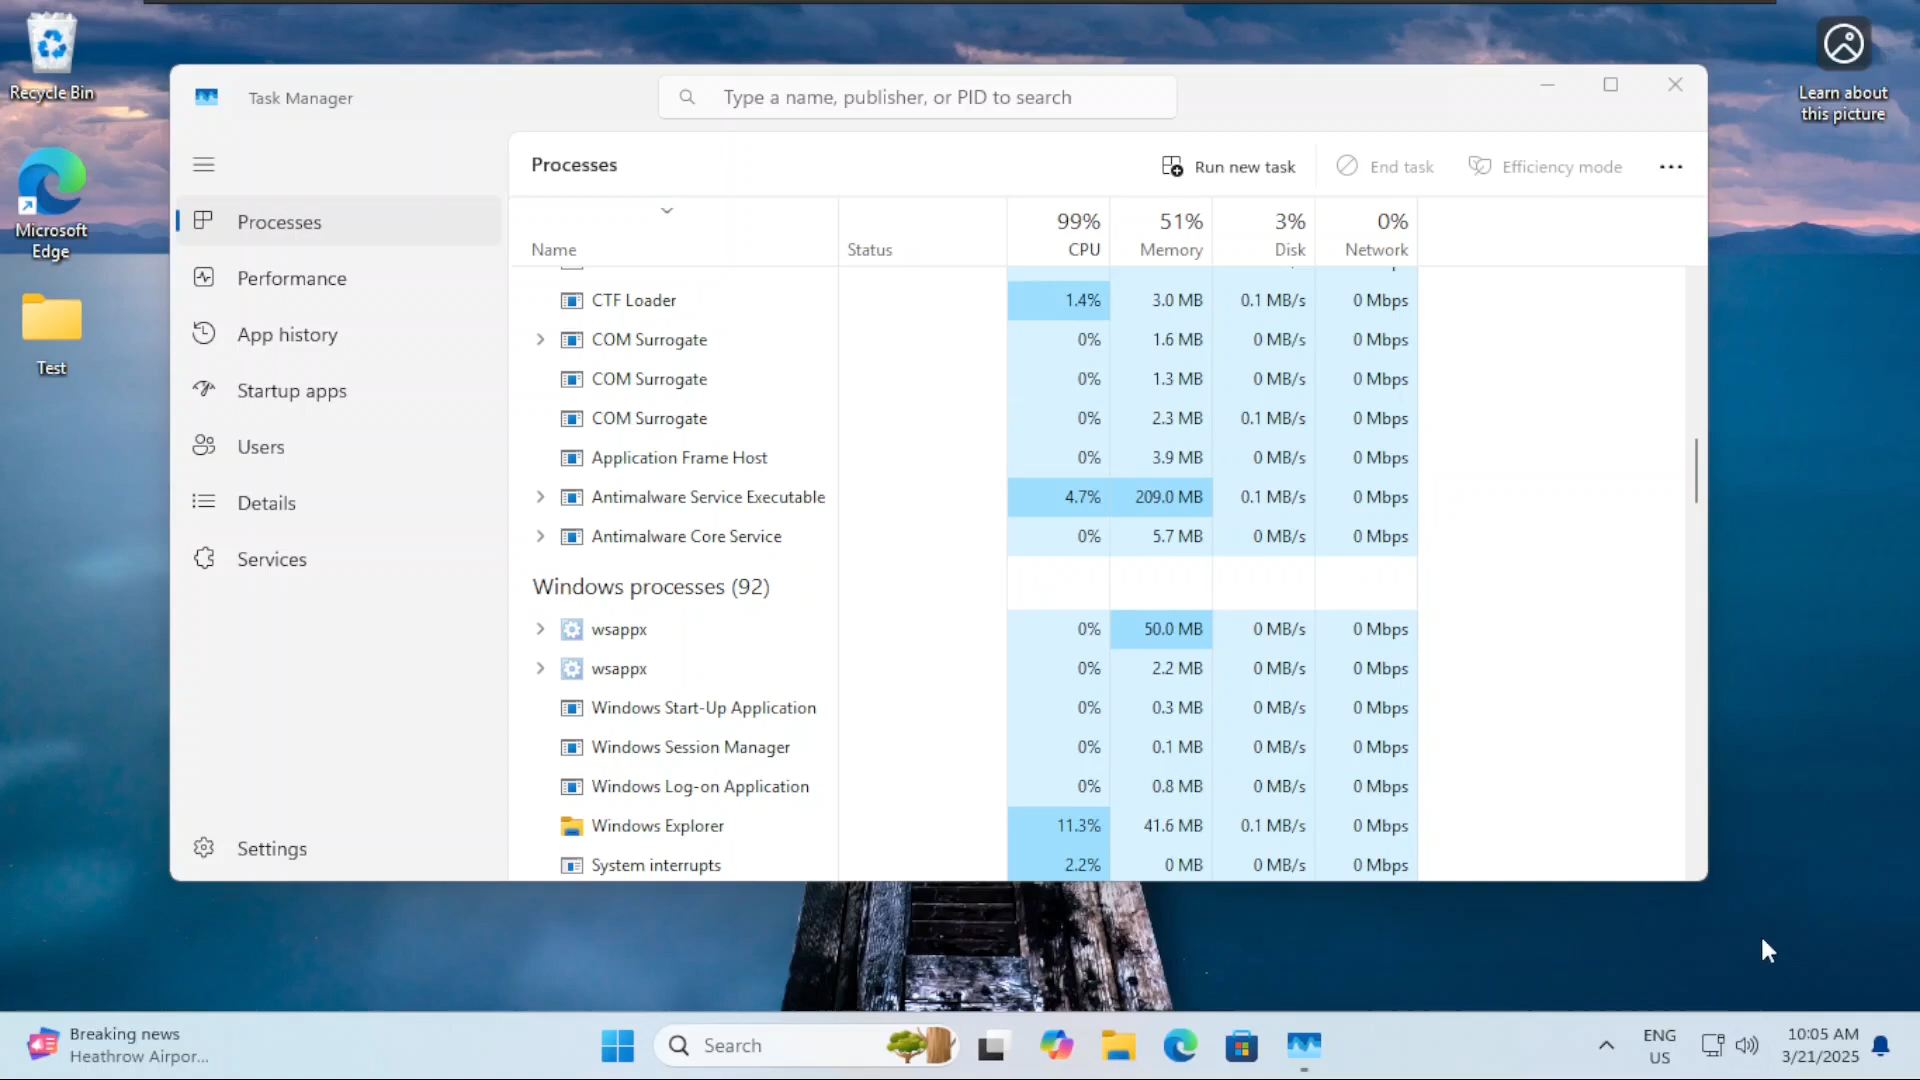 Recycle Bin
Microsoft
Edge
Test
Learn about
this picture
Task Manager
Type a name, publisher, or PID to search
Processes
Performance
App history
Startup apps
Users
Details
Services
Settings
Processes
Run new task
End task
Efficiency mode
99% 51% 3% 0%
Name Status CPU Memory Disk Network
CTF Loader 1.4% 3.0 MB 0.1 MB/s 0 Mbps
COM Surrogate 0% 1.6 MB 0 MB/s 0 Mbps
COM Surrogate 0% 1.3 MB 0 MB/s 0 Mbps
COM Surrogate 0% 2.3 MB 0.1 MB/s 0 Mbps
Application Frame Host 0% 3.9 MB 0 MB/s 0 Mbps
Antimalware Service Executable 4.7% 209.0 MB 0.1 MB/s 0 Mbps
Antimalware Core Service 0% 5.7 MB 0 MB/s 0 Mbps
Windows processes (92)
wsappx 0% 50.0 MB 0 MB/s 0 Mbps
wsappx 0% 2.2 MB 0 MB/s 0 Mbps
Windows Start-Up Application 0% 0.3 MB 0 MB/s 0 Mbps
Windows Session Manager 0% 0.1 MB 0 MB/s 0 Mbps
Windows Log-on Application 0% 0.8 MB 0 MB/s 0 Mbps
Windows Explorer 11.3% 41.6 MB 0.1 MB/s 0 Mbps
System interrupts 2.2% 0 MB 0 MB/s 0 Mbps
Breaking news
Heathrow Airpor...
Search
ENG
US
10:05 AM
3/21/2025